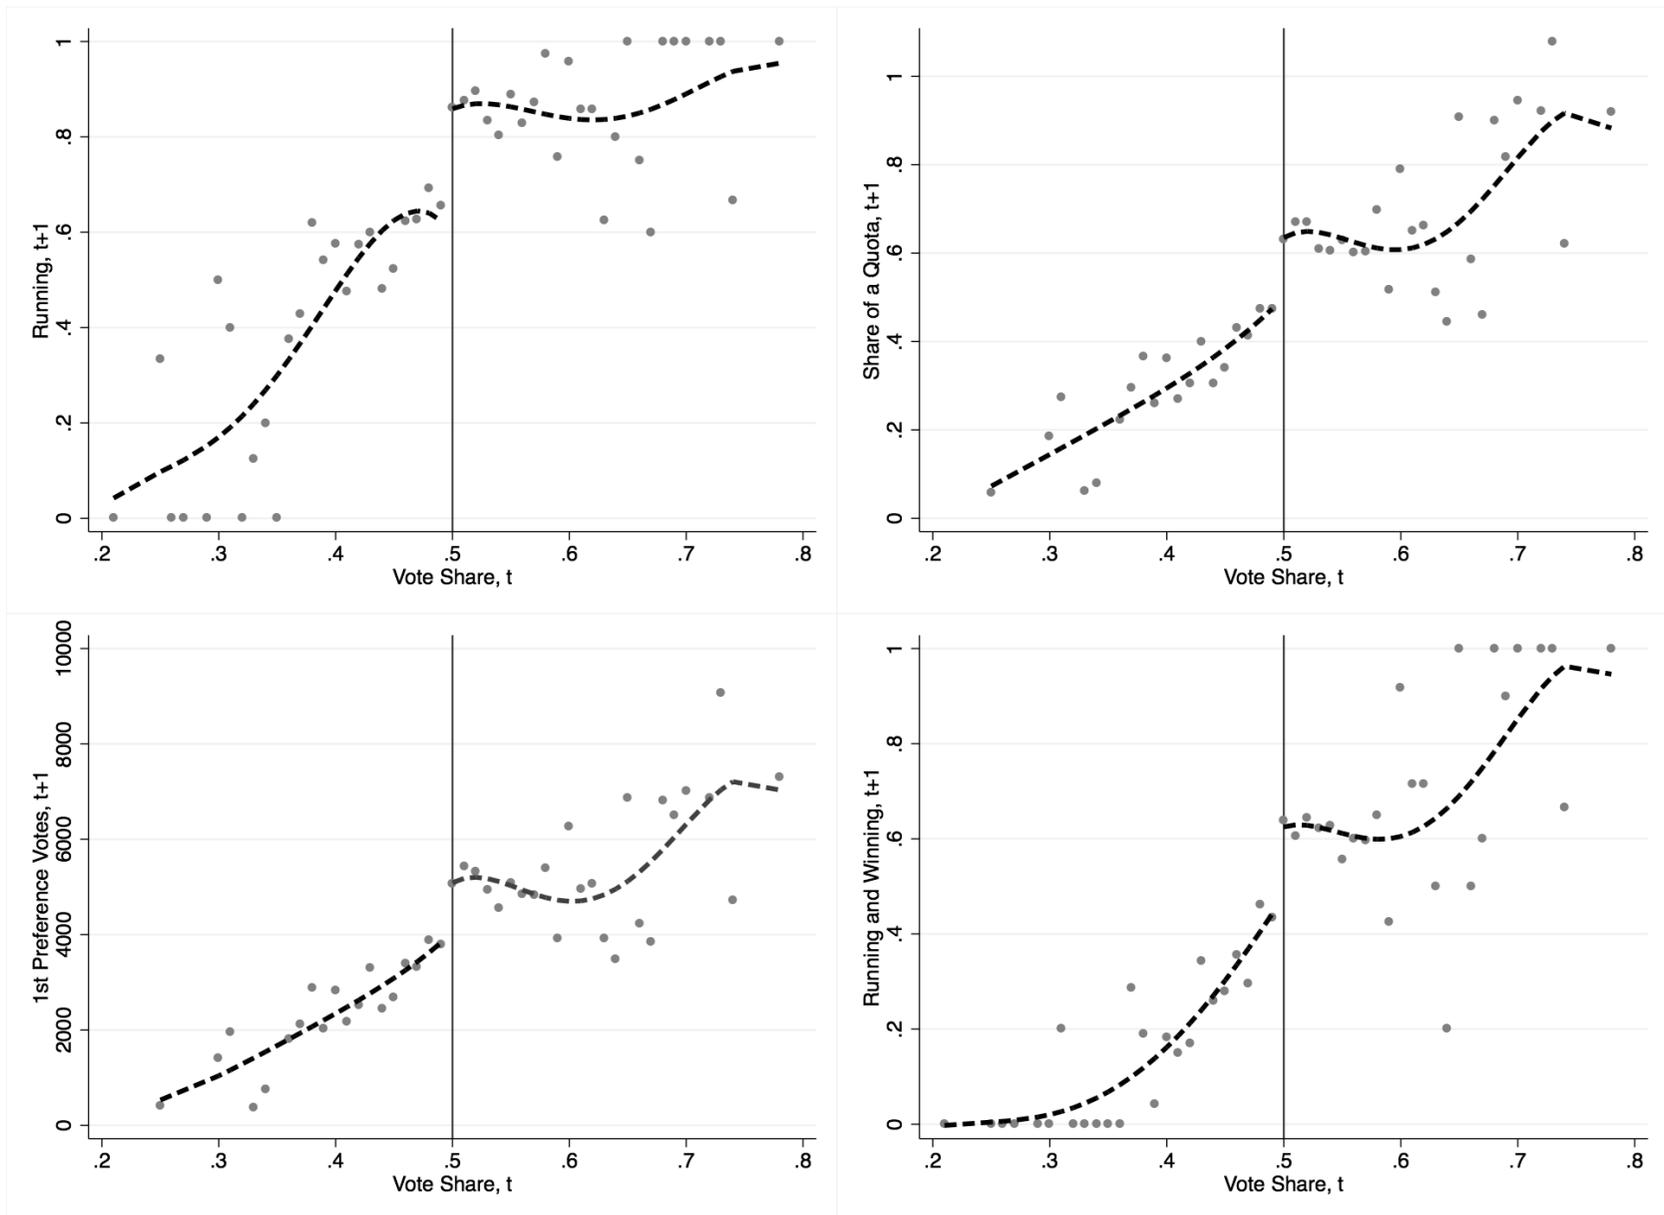 Running, t+1
1
.8
.6
.4
.2
0
.2 .3 .4 .5 .6 .7 .8
Vote Share, t
Share of a Quota, t+1
1
.8
.6
.4
.2
0
.2 .3 .4 .5 .6 .7 .8
Vote Share, t
1st Preference Votes, t+1
10000
8000
6000
4000
2000
0
.2 .3 .4 .5 .6 .7 .8
Vote Share, t
Running and Winning, t+1
1
.8
.6
.4
.2
0
.2 .3 .4 .5 .6 .7 .8
Vote Share, t